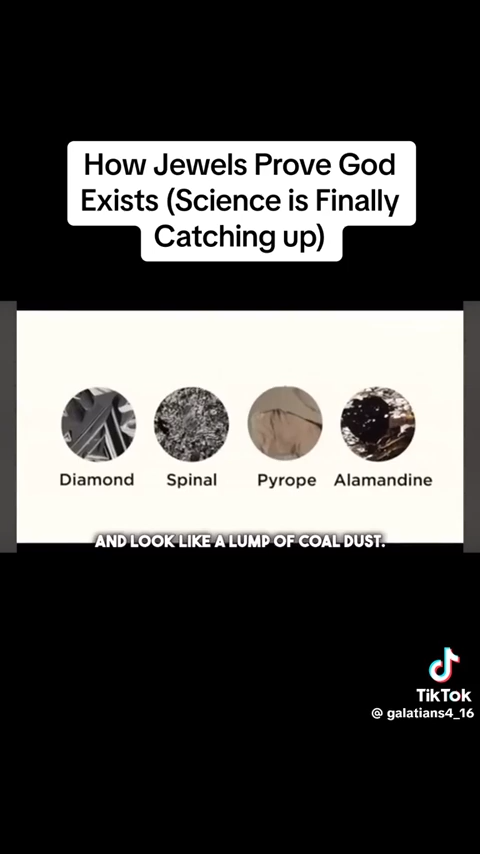 How Jewels Prove God
Exists (Science is Finally
Catching up)
Diamond Spinal Pyrope Alamandine
AND LOOK LIKE A LUMP OF COAL DUST.
TikTok
@ galatians4_16